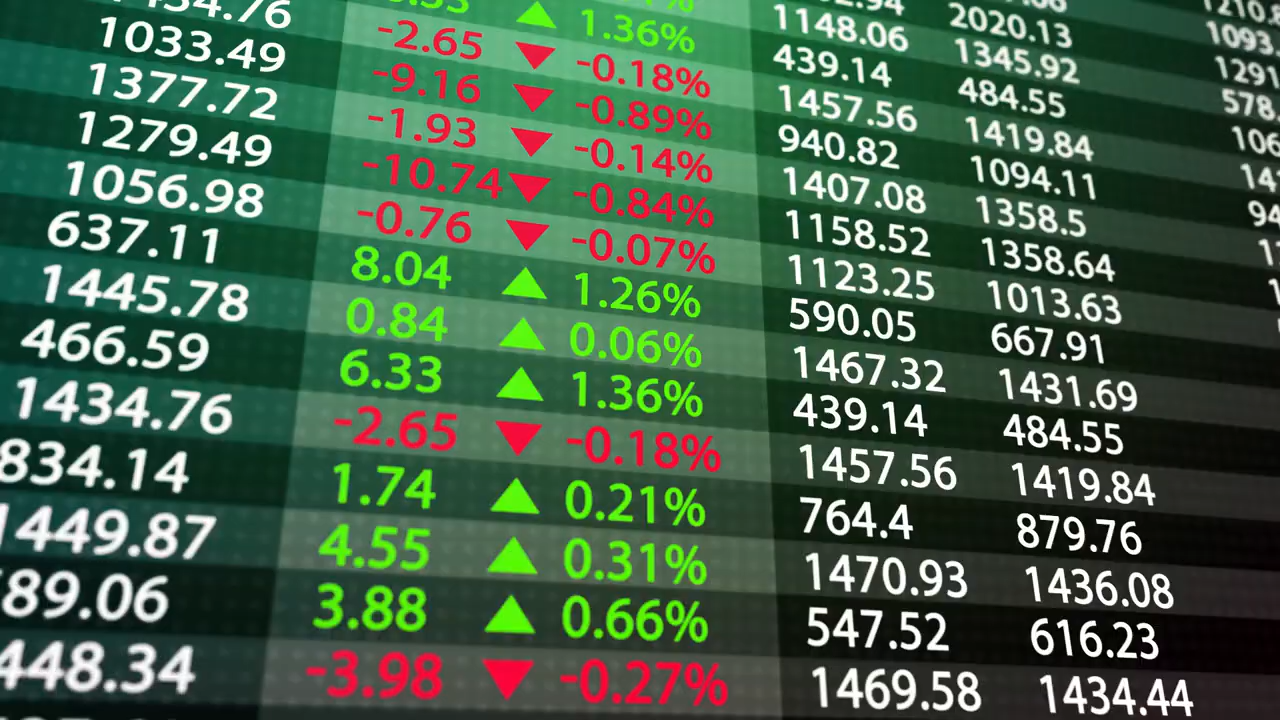 1148.06 1345.92
▲ 1.36% 439.14 484.55
-2.65 ▼ -0.18% 1457.56 1419.84
1033.49 -9.16 ▼ -0.89% 940.82 1094.11
1377.72 -1.93 ▼ -0.14% 1407.08 1358.5
1279.49 -10.74 ▼ -0.84% 1158.52 1358.64
1056.98 -0.76 ▼ -0.07% 1123.25 1013.63
637.11 8.04 ▲ 1.26% 590.05 667.91
1445.78 0.84 ▲ 0.06% 1467.32 1431.69
466.59 6.33 ▲ 1.36% 439.14 484.55
1434.76 -2.65 ▼ -0.18% 1457.56 1419.84
834.14 1.74 ▲ 0.21% 764.4 879.76
1449.87 4.55 ▲ 0.31% 1470.93 1436.08
89.06 3.88 ▲ 0.66% 547.52 616.23
448.34 -3.98 ▼ -0.27% 1469.58 1434.44